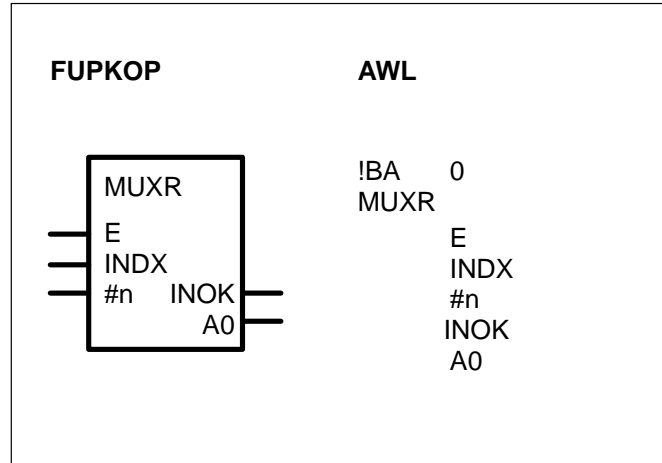 FUPKOP
AWL
MUXR
E
INDX
#n INOK
A0
!BA 0
MUXR
E
INDX
#n
INOK
A0